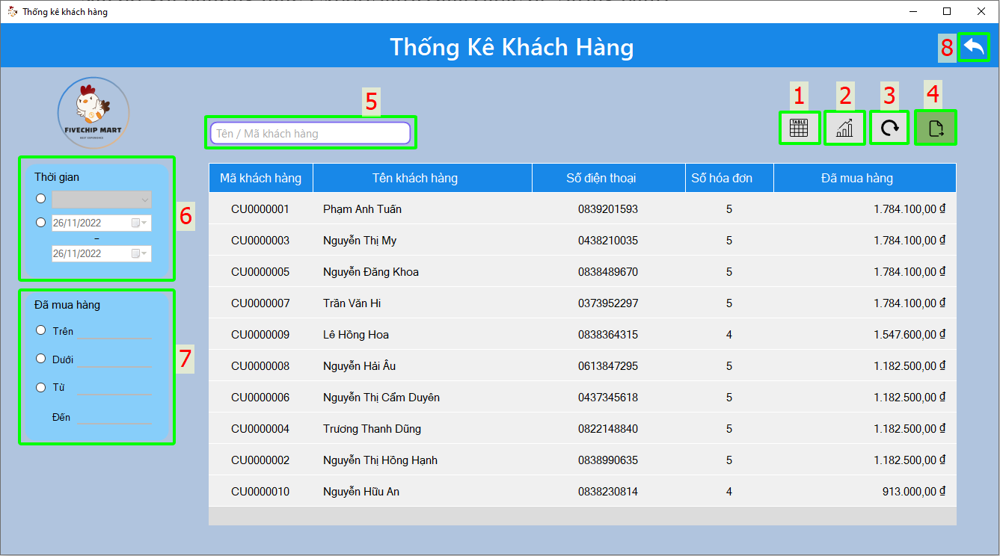 Thống kê khách hàng
Thống Kê Khách Hàng
8
FIVECHIP MART
BEST EXPERIENCE
5
1
2
3
4
Tên / Mã khách hàng
TABLE
Thời gian
26/11/2022
–
26/11/2022
6
Đã mua hàng
Trên
Dưới
Từ
Đến
7
Mã khách hàng Tên khách hàng Số điện thoại Số hóa đơn Đã mua hàng
CU0000001 Phạm Anh Tuấn 0839201593 5 1.784.100,00 ₫
CU0000003 Nguyễn Thị My 0438210035 5 1.784.100,00 ₫
CU0000005 Nguyễn Đăng Khoa 0838489670 5 1.784.100,00 ₫
CU0000007 Trần Văn Hi 0373952297 5 1.784.100,00 ₫
CU0000009 Lê Hồng Hoa 0838364315 4 1.547.600,00 ₫
CU0000008 Nguyễn Hải Âu 0613847295 5 1.182.500,00 ₫
CU0000006 Nguyễn Thị Cẩm Duyên 0437345618 5 1.182.500,00 ₫
CU0000004 Trương Thanh Dũng 0822148840 5 1.182.500,00 ₫
CU0000002 Nguyễn Thị Hồng Hạnh 0838990635 5 1.182.500,00 ₫
CU0000010 Nguyễn Hữu An 0838230814 4 913.000,00 ₫